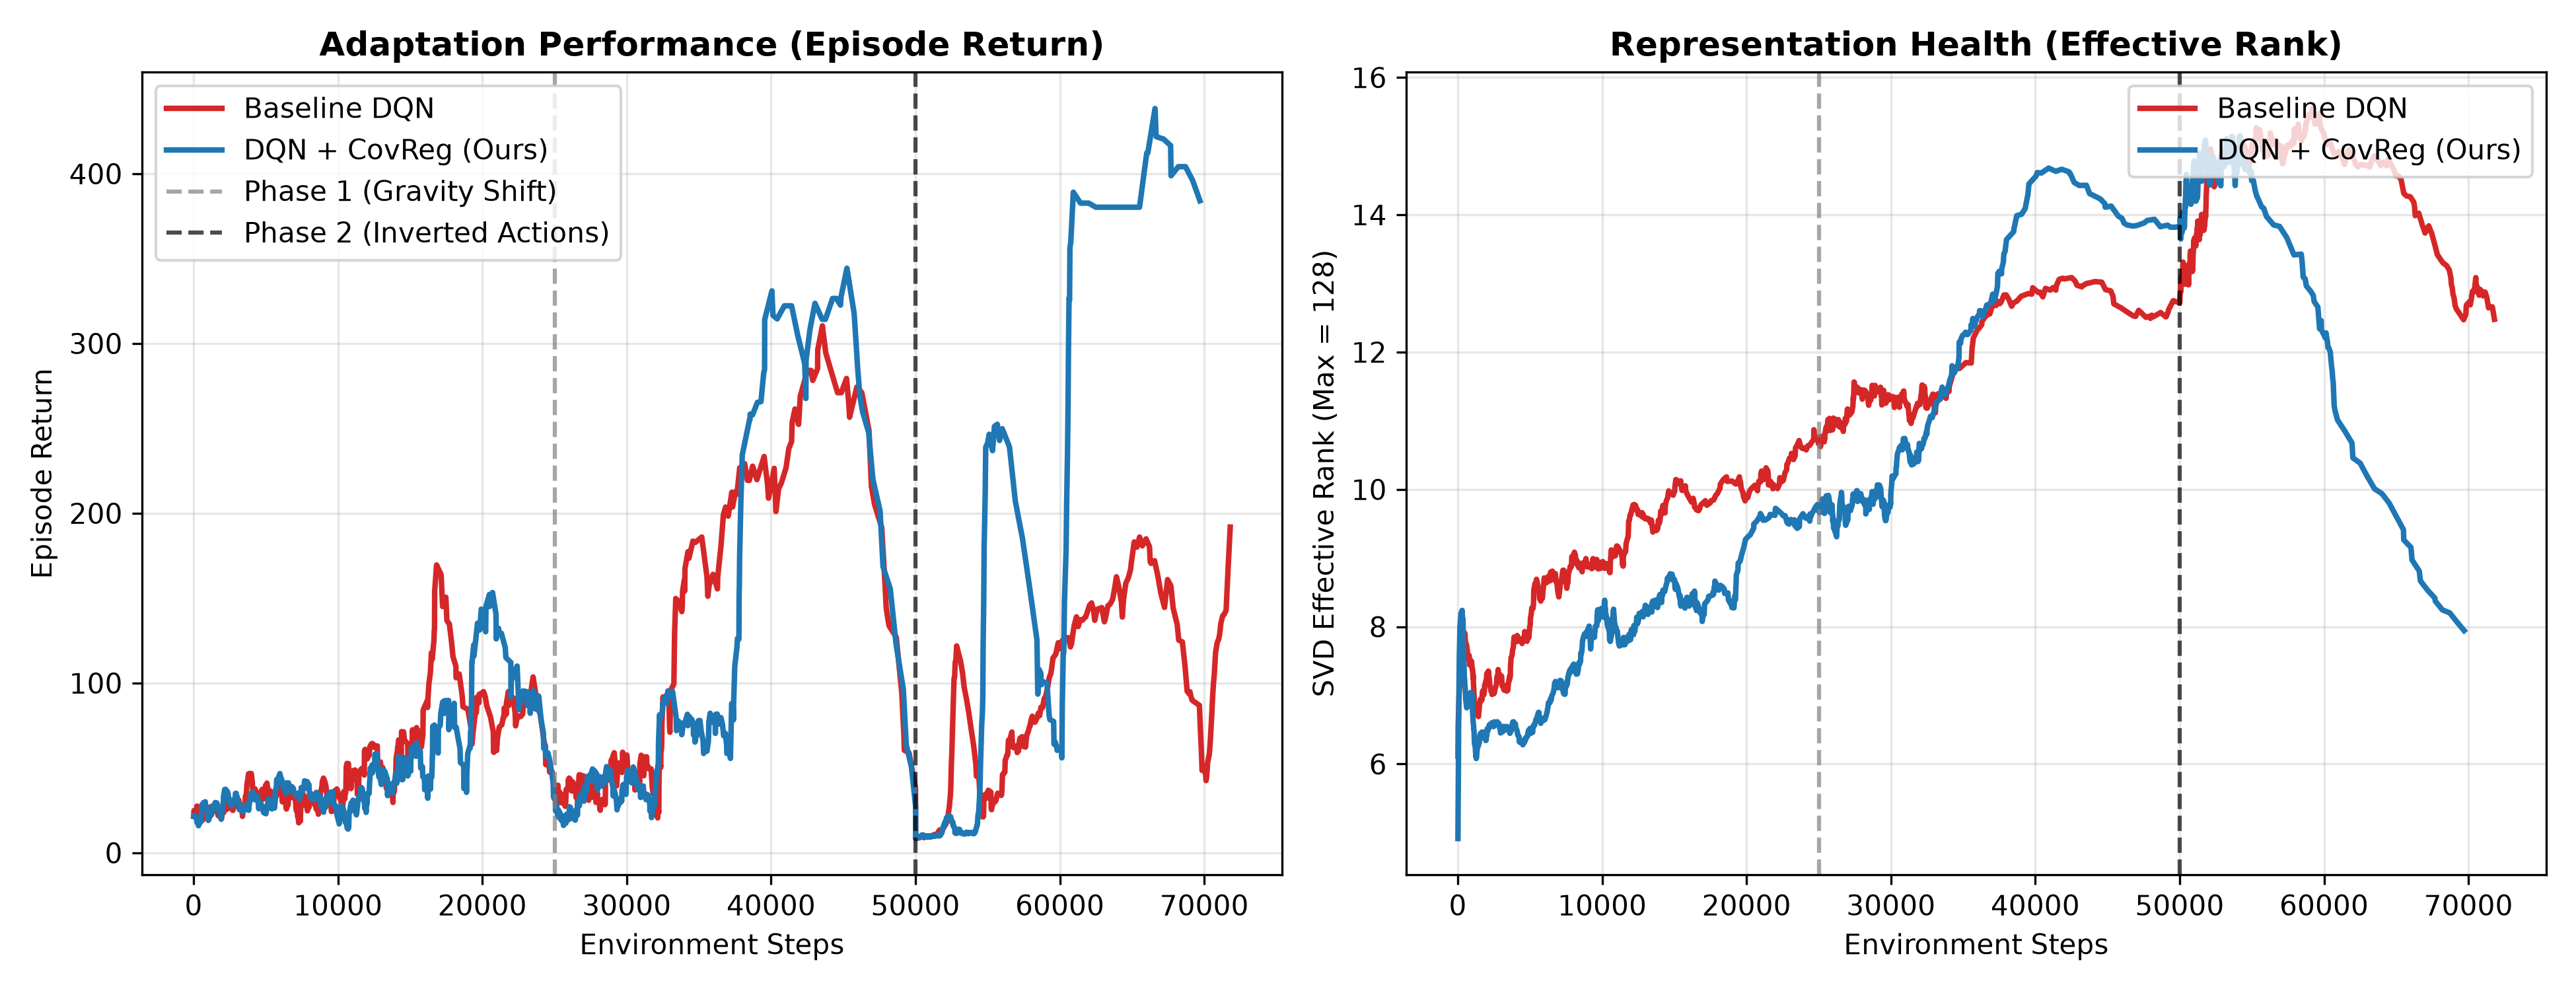 Adaptation Performance (Episode Return)
Baseline DQN
DQN + CovReg (Ours)
Phase 1 (Gravity Shift)
Phase 2 (Inverted Actions)
Episode Return
400
300
200
100
0
0 10000 20000 30000 40000 50000 60000 70000
Environment Steps
Representation Health (Effective Rank)
Baseline DQN
DQN + CovReg (Ours)
SVD Effective Rank (Max = 128)
16
14
12
10
8
6
0 10000 20000 30000 40000 50000 60000 70000
Environment Steps